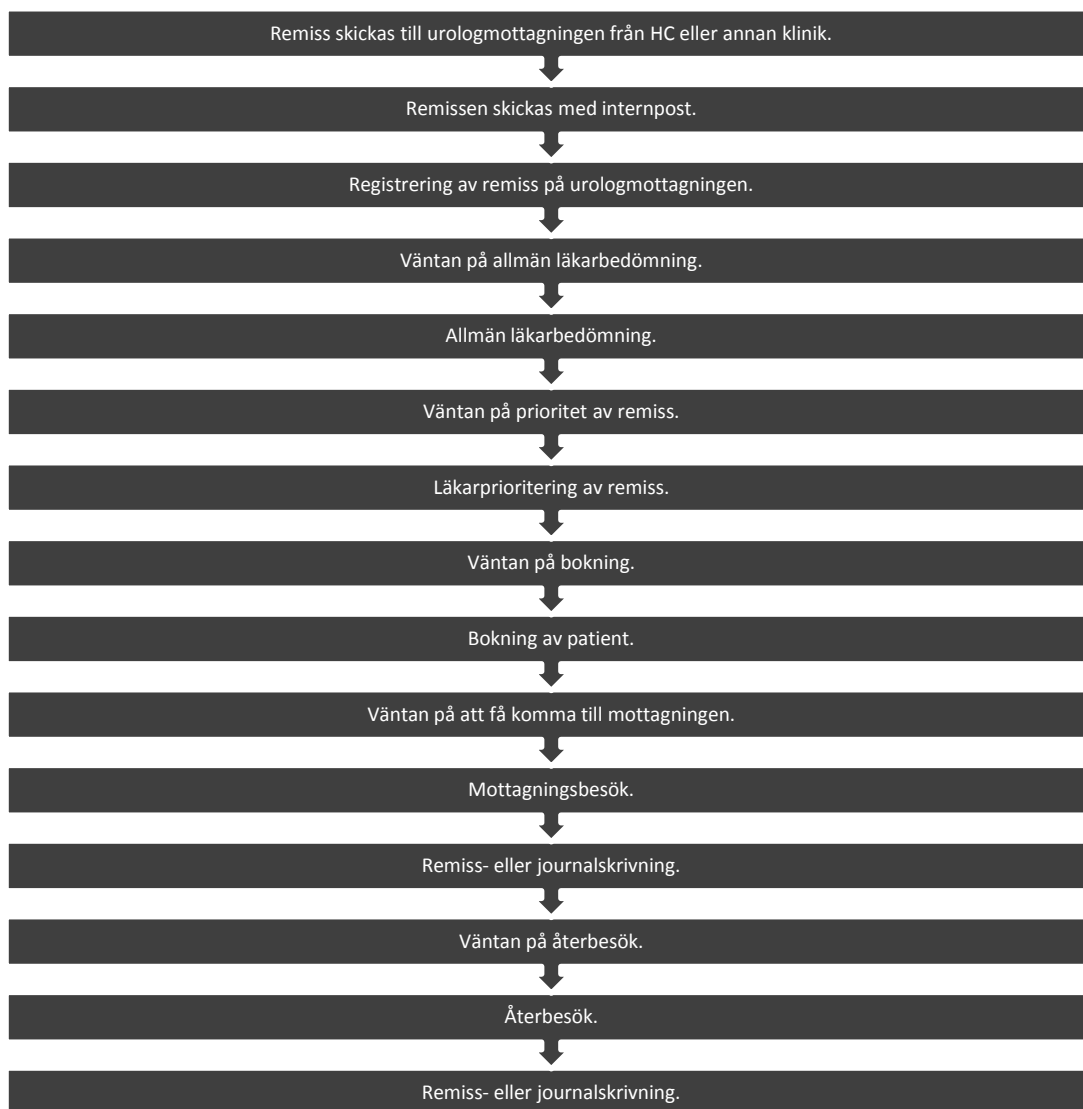 Remiss skickas till urologmottagningen från HC eller annan klinik.
Remissen skickas med internpost.
Registrering av remiss på urologmottagningen.
Väntan på allmän läkarbedömning.
Allmän läkarbedömning.
Väntan på prioritet av remiss.
Läkarprioritering av remiss.
Väntan på bokning.
Bokning av patient.
Väntan på att få komma till mottagningen.
Mottagningsbesök.
Remiss- eller journalskrivning.
Väntan på återbesök.
Återbesök.
Remiss- eller journalskrivning.